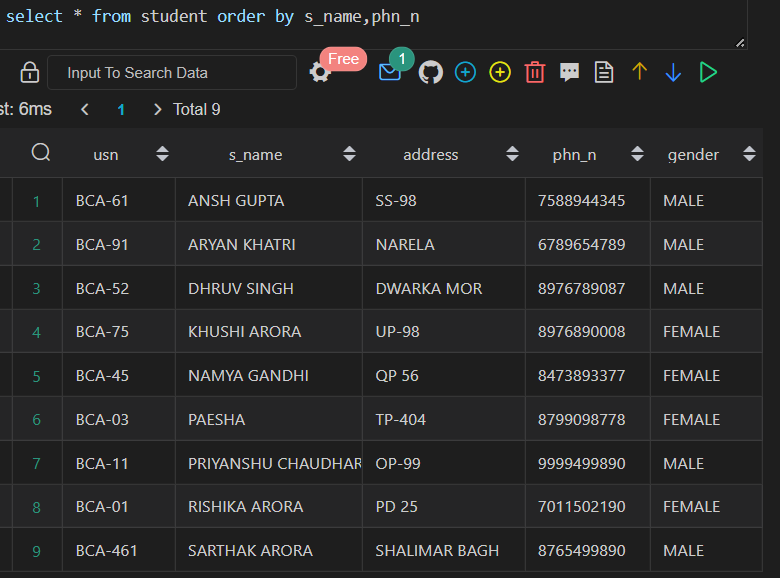 select * from student order by s_name,phn_n
Input To Search Data Free 1
st: 6ms 1 Total 9
usn s_name address phn_n gender
1 BCA-61 ANSH GUPTA SS-98 7588944345 MALE
2 BCA-91 ARYAN KHATRI NARELA 6789654789 MALE
3 BCA-52 DHRUV SINGH DWARKA MOR 8976789087 MALE
4 BCA-75 KHUSHI ARORA UP-98 8976890008 FEMALE
5 BCA-45 NAMYA GANDHI QP 56 8473893377 FEMALE
6 BCA-03 PAESHA TP-404 8799098778 FEMALE
7 BCA-11 PRIYANSHU CHAUDHAR OP-99 9999499890 MALE
8 BCA-01 RISHIKA ARORA PD 25 7011502190 FEMALE
9 BCA-461 SARTHAK ARORA SHALIMAR BAGH 8765499890 MALE